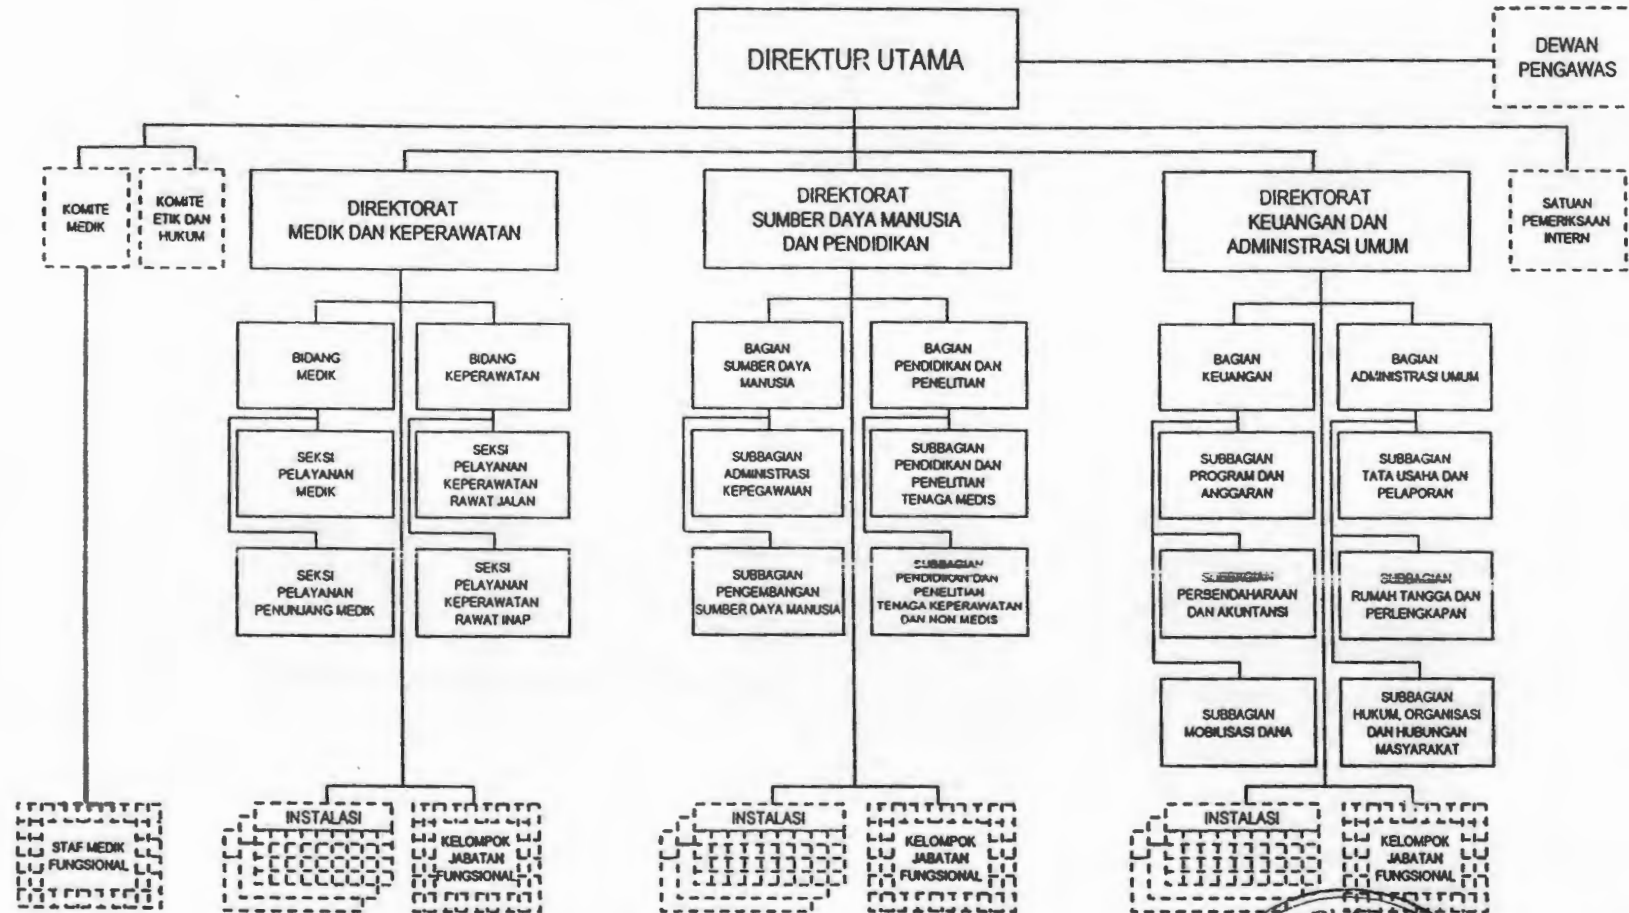 DIREKTUR UTAMA
DEWAN
PENGAWAS
KOMITE
MEDIK
KOMITE
ETIK DAN
HUKUM
DIREKTORAT
MEDIK DAN KEPERAWATAN
DIREKTORAT
SUMBER DAYA MANUSIA
DAN PENDIDIKAN
DIREKTORAT
KEUANGAN DAN
ADMINISTRASI UMUM
SATUAN
PEMERIKSAAN
INTERN
BIDANG
MEDIK
BIDANG
KEPERAWATAN
BAGIAN
SUMBER DAYA
MANUSIA
BAGIAN
PENDIDIKAN DAN
PENELITIAN
BAGIAN
KEUANGAN
BAGIAN
ADMINISTRASI UMUM
SEKSI
PELAYANAN
MEDIK
SEKSI
PELAYANAN
KEPERAWATAN
RAWAT JALAN
SUBBAGIAN
ADMINISTRASI
KEPEGAWAIAN
SUBBAGIAN
PENDIDIKAN DAN
PENELITIAN
TENAGA MEDIS
SUBBAGIAN
PROGRAM DAN
ANGGARAN
SUBBAGIAN
TATA USAHA DAN
PELAPORAN
SEKSI
PELAYANAN
PENUNJANG MEDIK
SEKSI
PELAYANAN
KEPERAWATAN
RAWAT INAP
SUBBAGIAN
PENGEMBANGAN
SUMBER DAYA MANUSIA
SUBBAGIAN
PENDIDIKAN DAN
PENELITIAN
TENAGA KEPERAWATAN
DAN NON MEDIS
SUBBAGIAN
PERBENDAHARAAN
DAN AKUNTANSI
SUBBAGIAN
RUMAH TANGGA DAN
PERLENGKAPAN
SUBBAGIAN
MOBILISASI DANA
SUBBAGIAN
HUKUM, ORGANISASI
DAN HUBUNGAN
MASYARAKAT
STAF MEDIK
FUNGSIONAL
INSTALASI
KELOMPOK
JABATAN
FUNGSIONAL
INSTALASI
KELOMPOK
JABATAN
FUNGSIONAL
INSTALASI
KELOMPOK
JABATAN
FUNGSIONAL